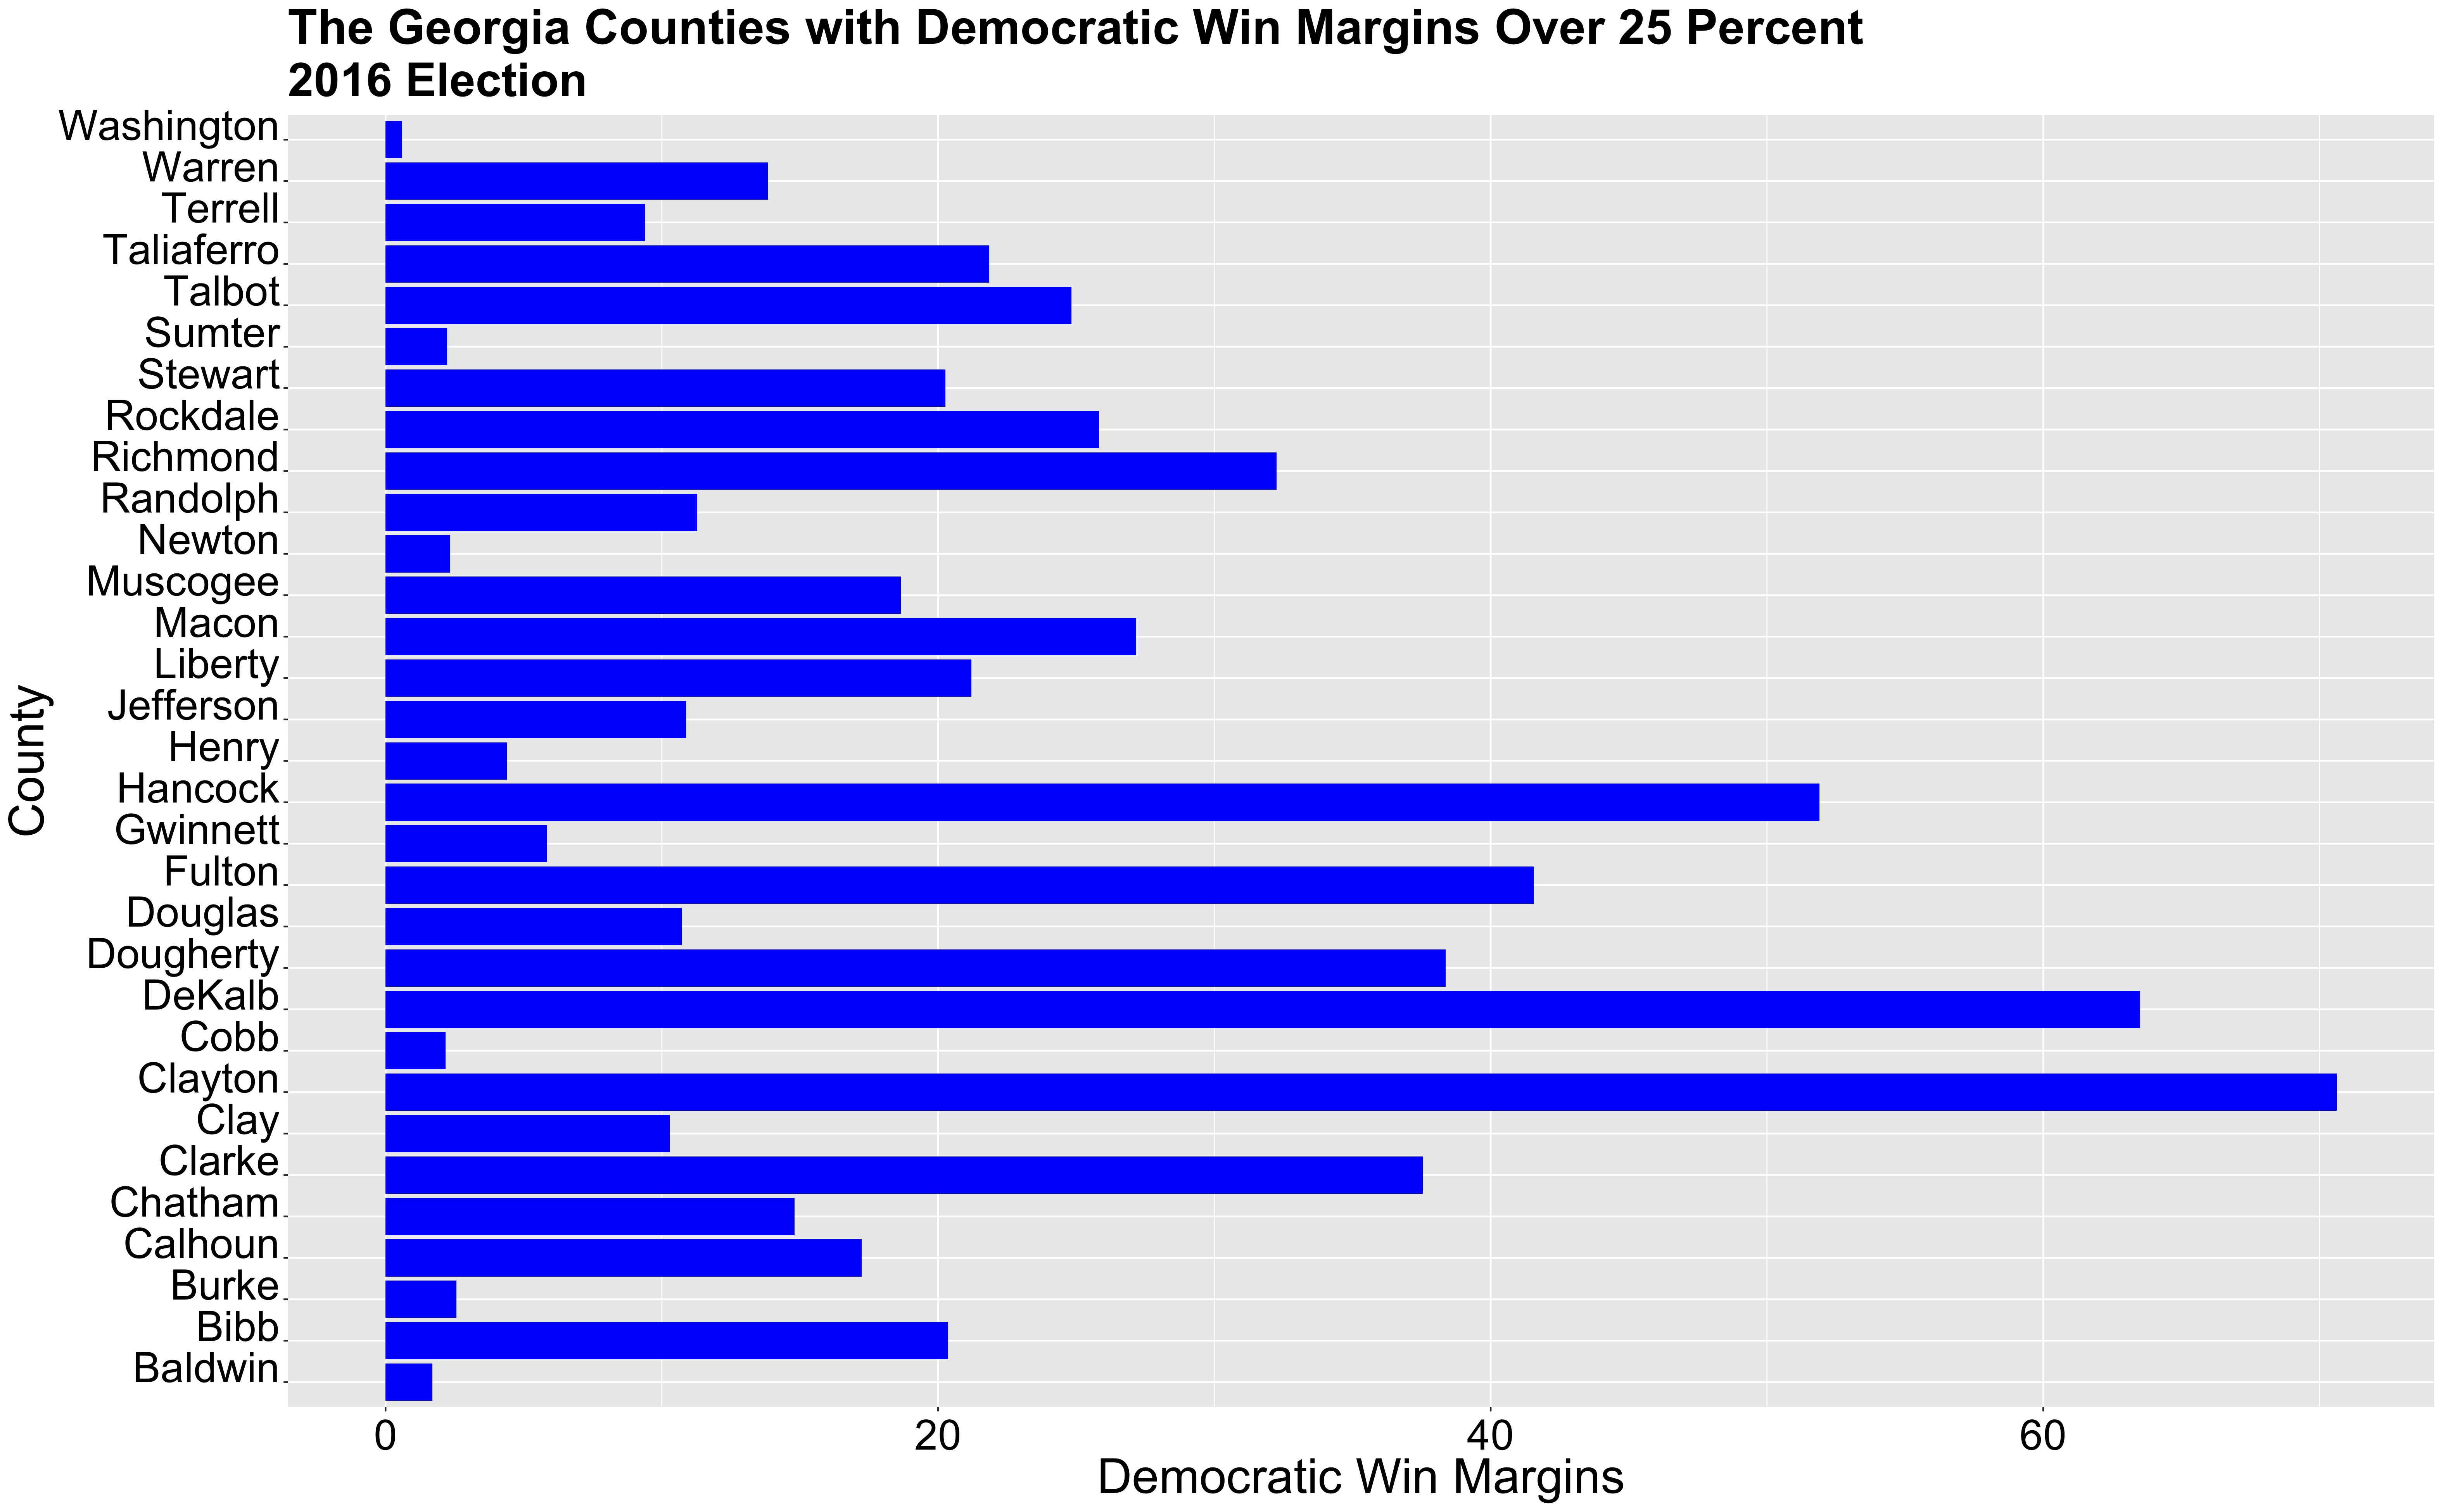 The Georgia Counties with Democratic Win Margins Over 25 Percent
2016 Election
Washington
Warren
Terrell
Taliaferro
Talbot
Sumter
Stewart
Rockdale
Richmond
Randolph
Newton
Muscogee
Macon
Liberty
Jefferson
Henry
Hancock
Gwinnett
Fulton
Douglas
Dougherty
DeKalb
Cobb
Clayton
Clay
Clarke
Chatham
Calhoun
Burke
Bibb
Baldwin
County
0 20 40 60
Democratic Win Margins